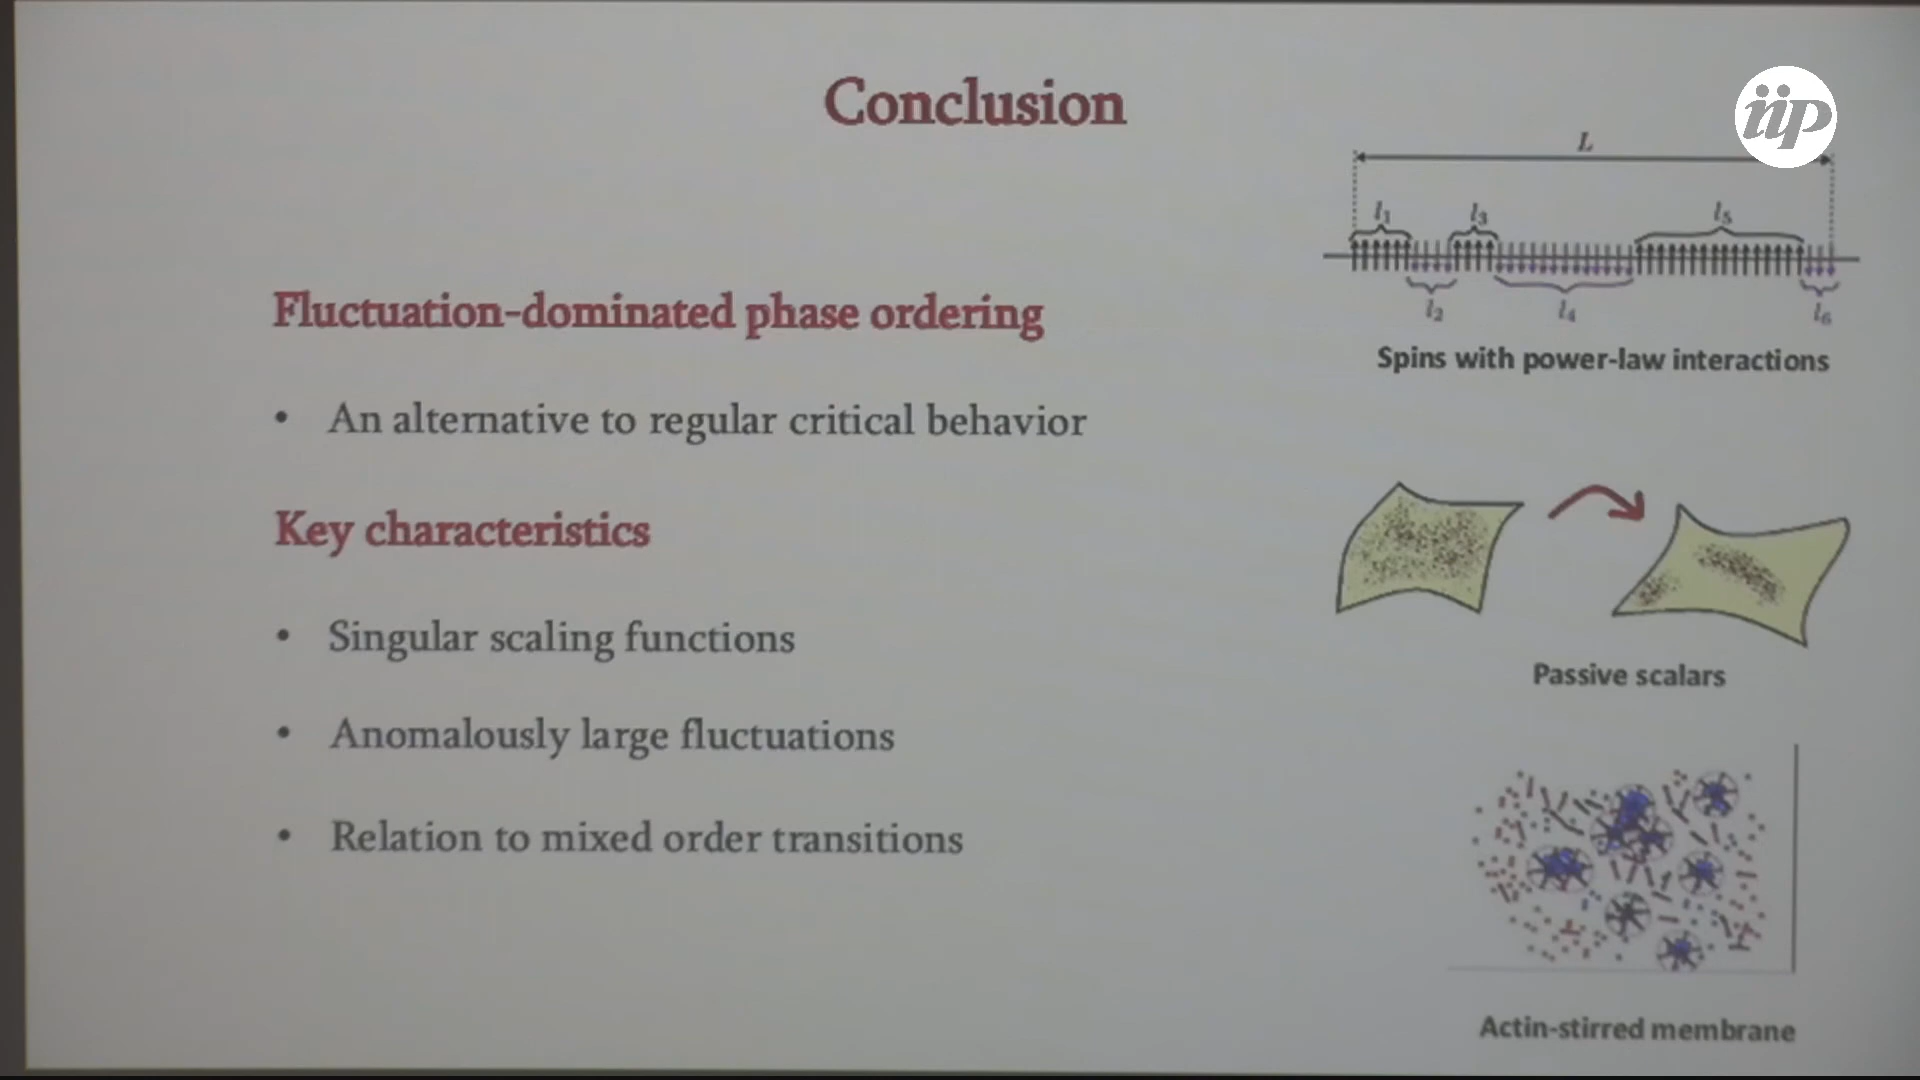 Conclusion
iip
L
l1
l3
l5
l2
l4
l6
Spins with power-law interactions
Fluctuation-dominated phase ordering
• An alternative to regular critical behavior
Key characteristics
• Singular scaling functions
• Anomalously large fluctuations
• Relation to mixed order transitions
Passive scalars
Actin-stirred membrane